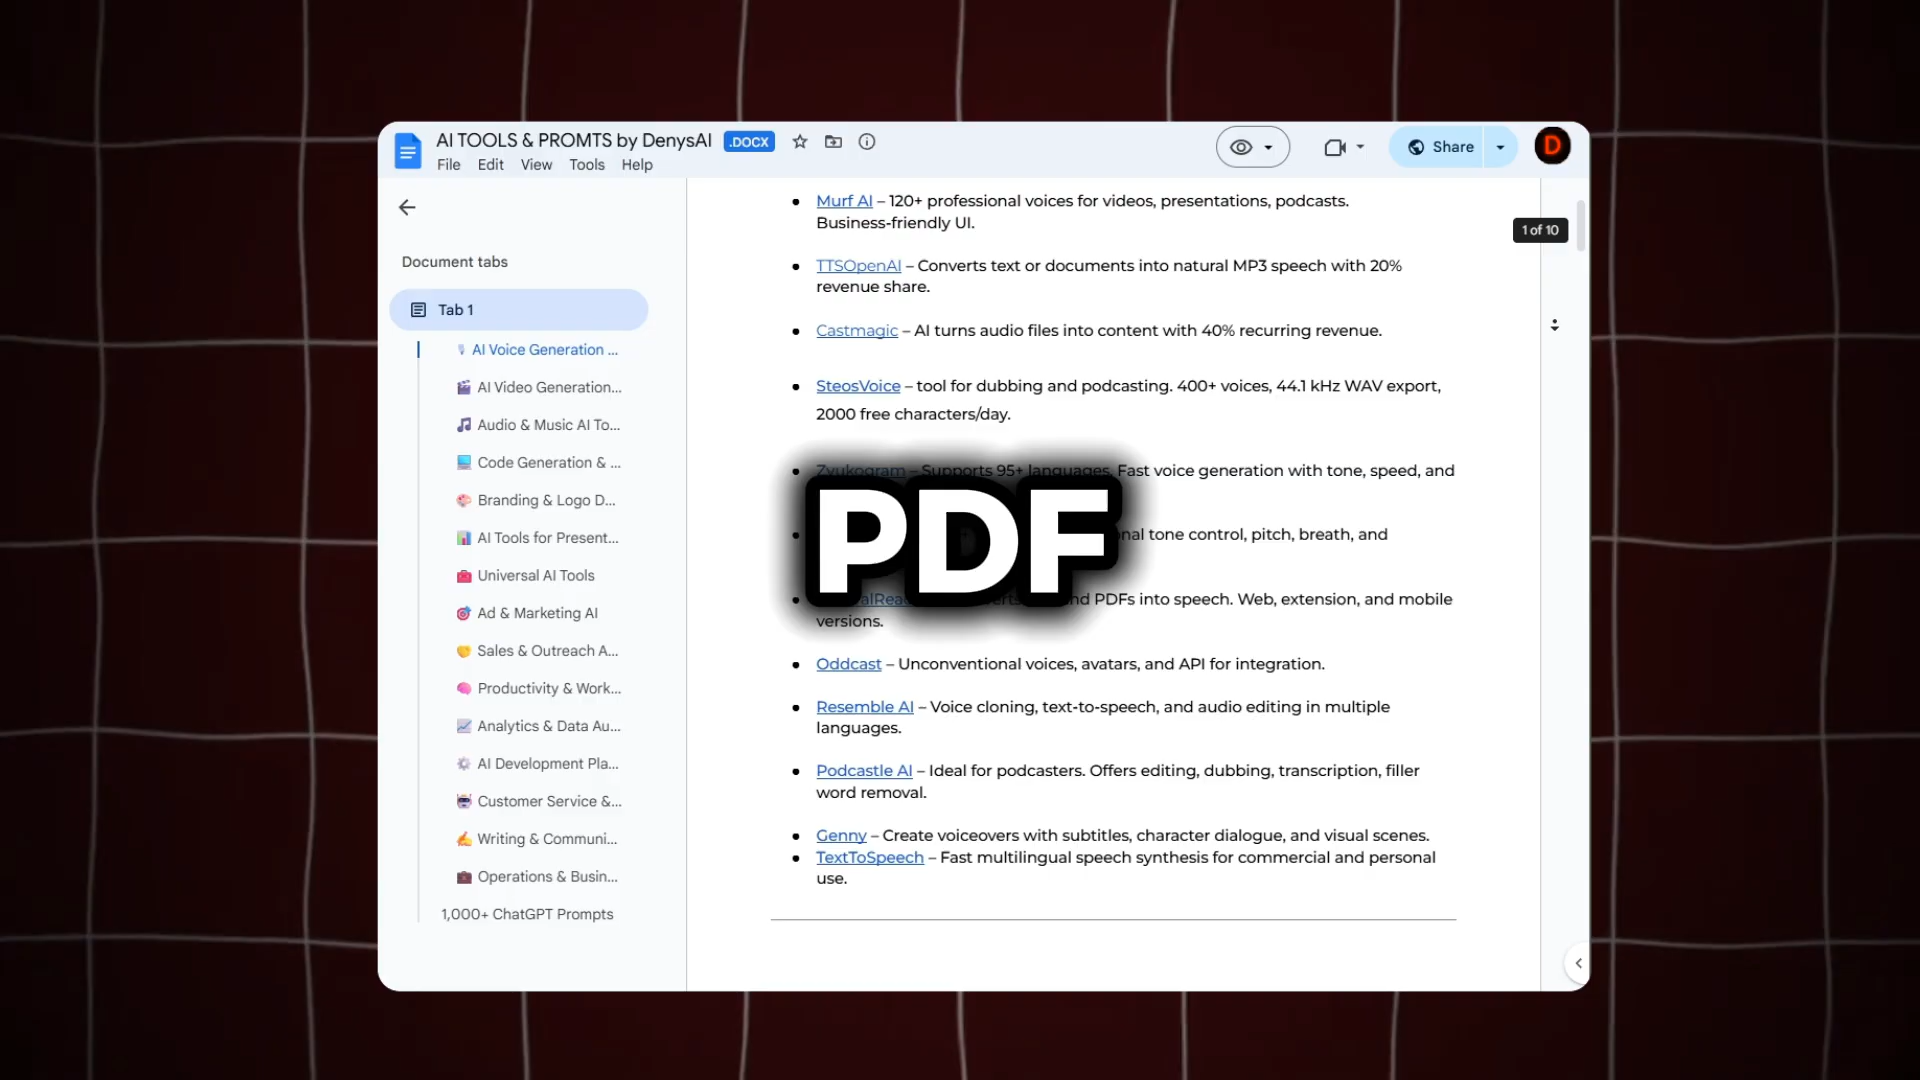 AI TOOLS & PROMTS by DenysAI .DOCX
File Edit View Tools Help
Share
D
Document tabs
Tab 1
AI Voice Generation ...
AI Video Generation...
Audio & Music AI To...
Code Generation & ...
Branding & Logo D...
AI Tools for Present...
Universal AI Tools
Ad & Marketing AI
Sales & Outreach A...
Productivity & Work...
Analytics & Data Au...
AI Development Pla...
Customer Service &...
Writing & Communi...
Operations & Busin...
1,000+ ChatGPT Prompts
1 of 10
• Murf AI – 120+ professional voices for videos, presentations, podcasts.
Business-friendly UI.
• TTSOpenAI – Converts text or documents into natural MP3 speech with 20%
revenue share.
• Castmagic – AI turns audio files into content with 40% recurring revenue.
• SteosVoice – tool for dubbing and podcasting. 400+ voices, 44.1 kHz WAV export,
2000 free characters/day.
• Zvukogram – Supports 95+ languages. Fast voice generation with tone, speed, and
PDF
tone control, pitch, breath, and
PDFs into speech. Web, extension, and mobile
versions.
• Oddcast – Unconventional voices, avatars, and API for integration.
• Resemble AI – Voice cloning, text-to-speech, and audio editing in multiple
languages.
• Podcastle AI – Ideal for podcasters. Offers editing, dubbing, transcription, filler
word removal.
• Genny – Create voiceovers with subtitles, character dialogue, and visual scenes.
• TextToSpeech – Fast multilingual speech synthesis for commercial and personal
use.